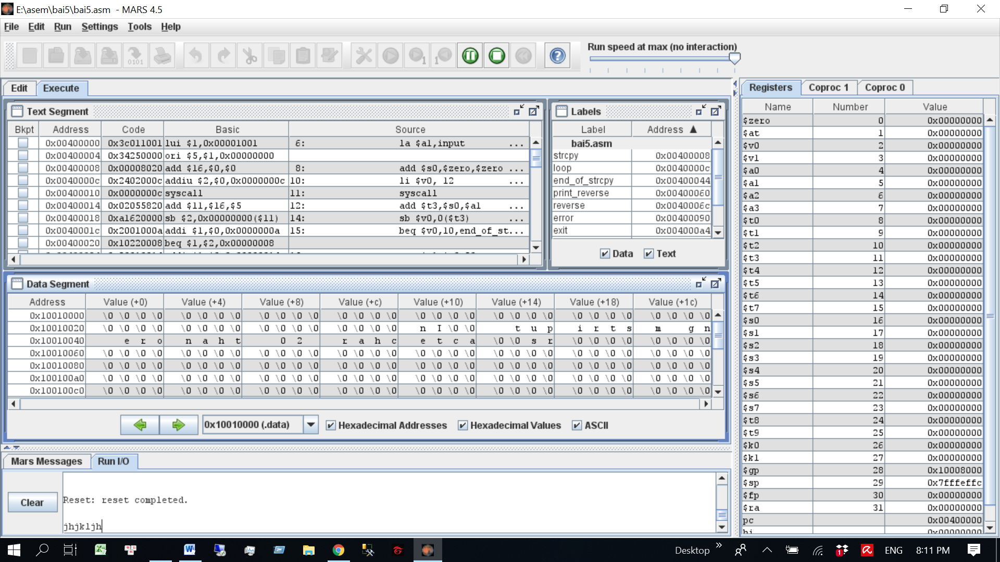 E:\asem\bai5\bai5.asm - MARS 4.5
File Edit Run Settings Tools Help
Run speed at max (no interaction)
Edit Execute
Text Segment
Bkpt Address Code Basic Source
0x00400000 0x3c011001 lui $1,0x00001001 6: la $a1,input ...
0x00400004 0x34250000 ori $5,$1,0x00000000
0x00400008 0x00008020 add $16,$0,$0 8: add $s0,$zero,$zero ...
0x0040000c 0x2402000c addiu $2,$0,0x0000000c 10: li $v0, 12 ...
0x00400010 0x0000000c syscall 11: syscall
0x00400014 0x02055820 add $11,$16,$5 12: add $t3,$s0,$a1 ...
0x00400018 0xa1620000 sb $2,0x00000000($11) 14: sb $v0,0($t3) ...
0x0040001c 0x2001000a addi $1,$0,0x0000000a 15: beq $v0,10,end_of_st...
0x00400020 0x10220008 beq $1,$2,0x00000008
Labels
Label Address ▲
bai5.asm
strcpy 0x00400008
loop 0x0040000c
end_of_strcpy 0x00400044
print_reverse 0x00400060
reverse 0x0040006c
error 0x00400090
exit 0x004000a4
Data Text
Data Segment
Address Value (+0) Value (+4) Value (+8) Value (+c) Value (+10) Value (+14) Value (+18) Value (+1c)
0x10010000 \0 \0 \0 \0 \0 \0 \0 \0 \0 \0 \0 \0 \0 \0 \0 \0 \0 \0 \0 \0 \0 \0 \0 \0 \0 \0 \0 \0 \0 \0 \0 \0
0x10010020 \0 \0 \0 \0 \0 \0 \0 \0 \0 \0 \0 \0 \0 \0 \0 \0 n I \0 \0 t u p i r t s m g n
0x10010040 e r o n a h t 0 2 r a h c e t c a \0 \0 s r \0 \0 \0 \0 \0 \0 \0 \0
0x10010060 \0 \0 \0 \0 \0 \0 \0 \0 \0 \0 \0 \0 \0 \0 \0 \0 \0 \0 \0 \0 \0 \0 \0 \0 \0 \0 \0 \0 \0 \0 \0 \0
0x10010080 \0 \0 \0 \0 \0 \0 \0 \0 \0 \0 \0 \0 \0 \0 \0 \0 \0 \0 \0 \0 \0 \0 \0 \0 \0 \0 \0 \0 \0 \0 \0 \0
0x100100a0 \0 \0 \0 \0 \0 \0 \0 \0 \0 \0 \0 \0 \0 \0 \0 \0 \0 \0 \0 \0 \0 \0 \0 \0 \0 \0 \0 \0 \0 \0 \0 \0
0x100100c0 \0 \0 \0 \0 \0 \0 \0 \0 \0 \0 \0 \0 \0 \0 \0 \0 \0 \0 \0 \0 \0 \0 \0 \0 \0 \0 \0 \0 \0 \0 \0 \0
0x10010000 (.data) Hexadecimal Addresses Hexadecimal Values ASCII
Mars Messages Run I/O
Clear
Reset: reset completed.
jhjkljh
Registers Coproc 1 Coproc 0
Name Number Value
$zero 0 0x00000000
$at 1 0x00000000
$v0 2 0x00000000
$v1 3 0x00000000
$a0 4 0x00000000
$a1 5 0x00000000
$a2 6 0x00000000
$a3 7 0x00000000
$t0 8 0x00000000
$t1 9 0x00000000
$t2 10 0x00000000
$t3 11 0x00000000
$t4 12 0x00000000
$t5 13 0x00000000
$t6 14 0x00000000
$t7 15 0x00000000
$s0 16 0x00000000
$s1 17 0x00000000
$s2 18 0x00000000
$s3 19 0x00000000
$s4 20 0x00000000
$s5 21 0x00000000
$s6 22 0x00000000
$s7 23 0x00000000
$t8 24 0x00000000
$t9 25 0x00000000
$k0 26 0x00000000
$k1 27 0x00000000
$gp 28 0x10008000
$sp 29 0x7fffeffc
$fp 30 0x00000000
$ra 31 0x00000000
pc 0x00400000
hi 0x00000000
Desktop ENG 8:11 PM